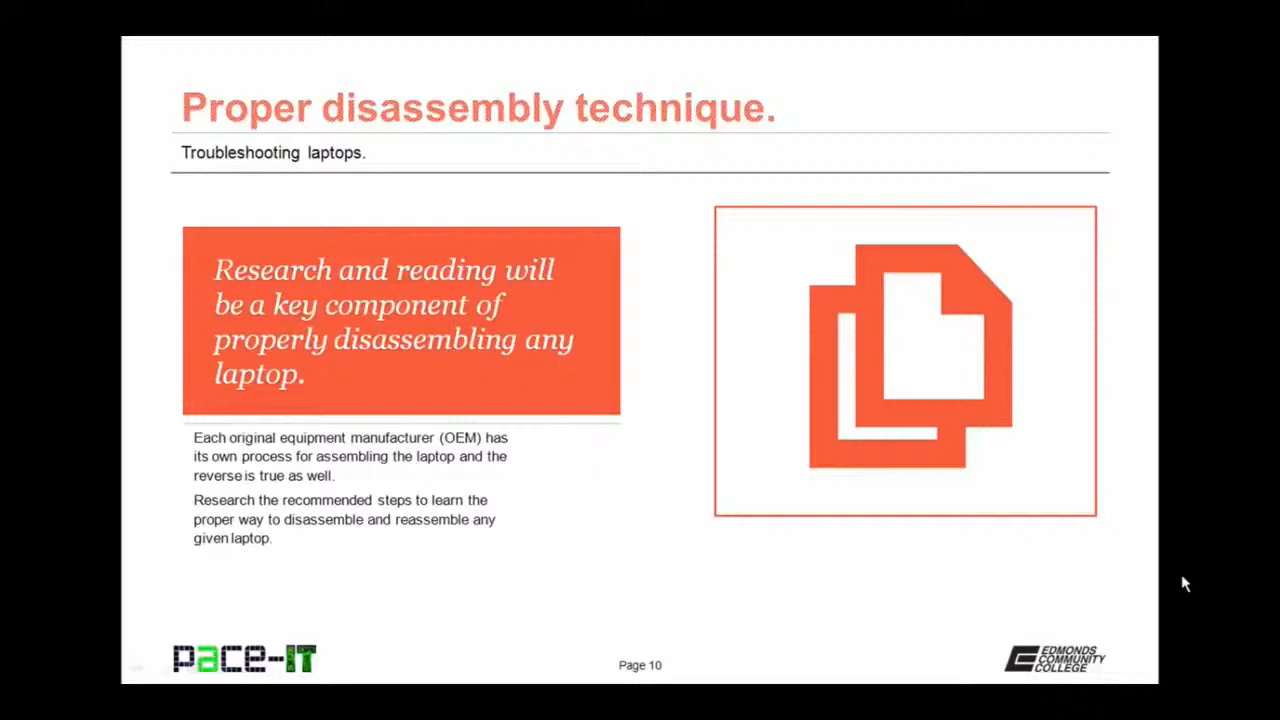 Proper disassembly technique.
Troubleshooting laptops.
Research and reading will
be a key component of
properly disassembling any
laptop.
Each original equipment manufacturer (OEM) has
its own process for assembling the laptop and the
reverse is true as well.
Research the recommended steps to learn the
proper way to disassemble and reassemble any
given laptop.
pace-IT
Page 10
EDMONDS
COMMUNITY
COLLEGE